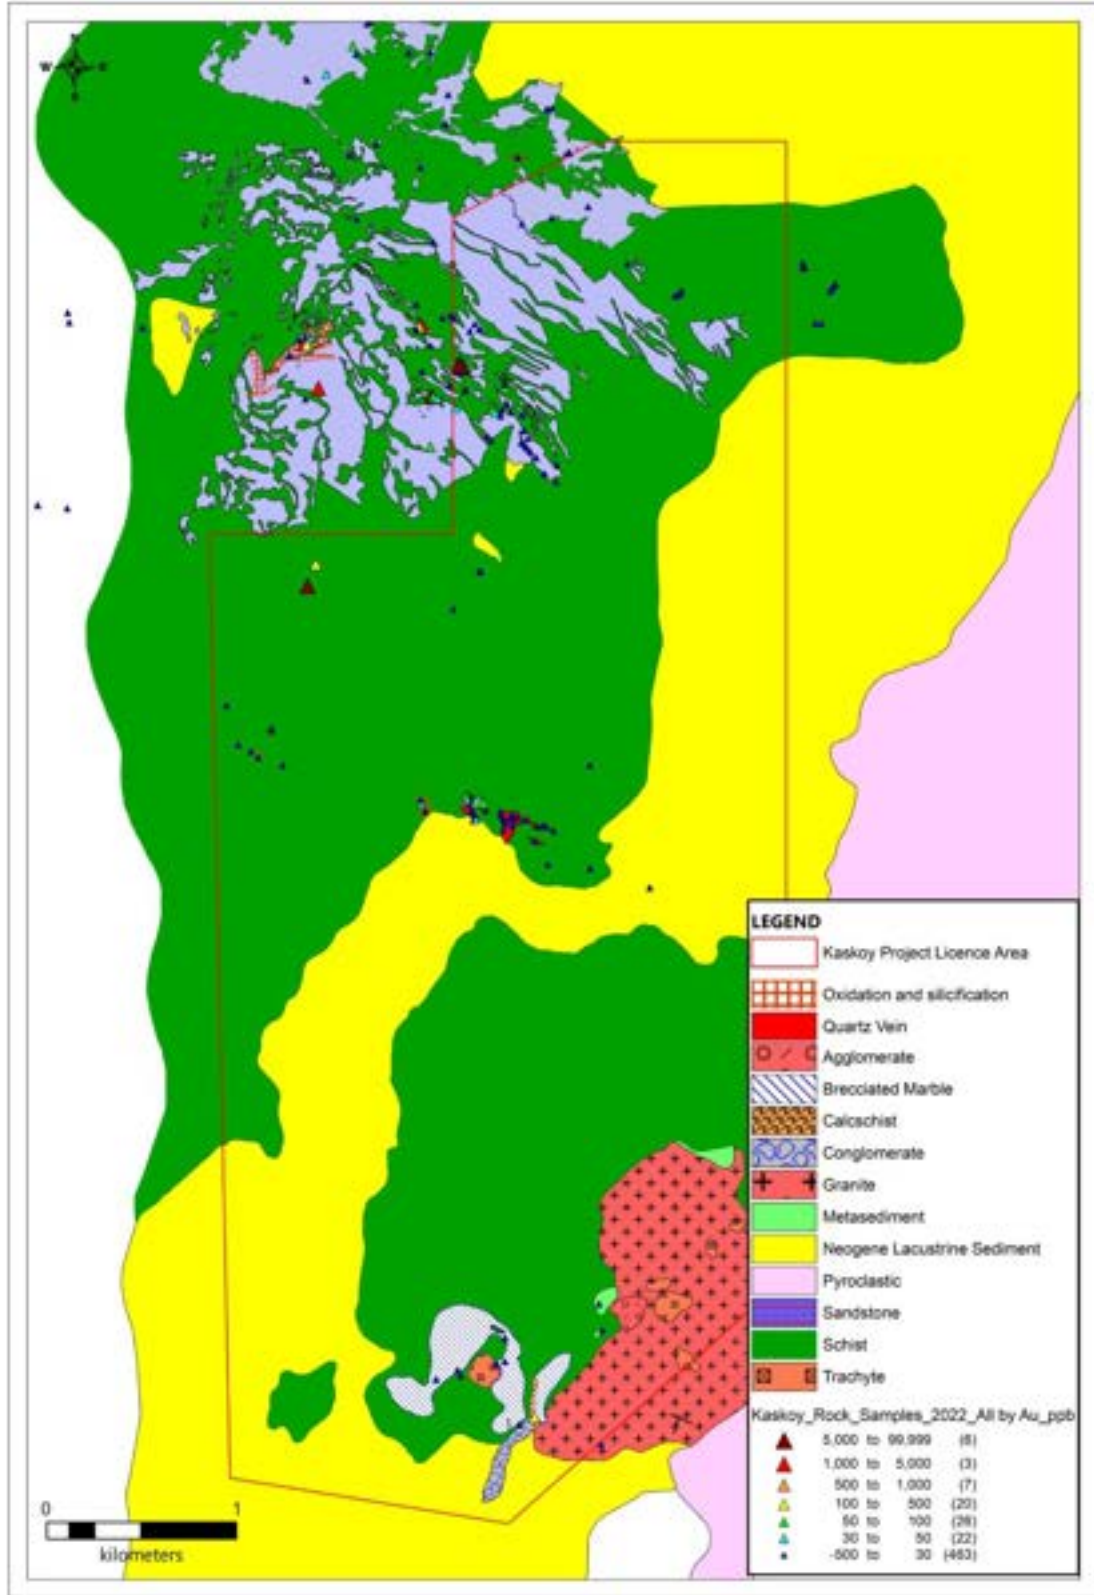 N
W
S
LEGEND
Kaskoy Project Licence Area
Oxidation and silicification
Quartz Vein
Agglomerate
Brecciated Marble
Calcschist
Conglomerate
Granite
Metasediment
Neogene Lacustrine Sediment
Pyroclastic
Sandstone
Schist
Trachyte
Kaskoy_Rock_Samples_2022_All by Au_ppb
5,000 to 99,999 (6)
1,000 to 5,000 (3)
500 to 1,000 (7)
100 to 500 (20)
50 to 100
30 to 50 (22)
-500 to 30 (463)
0 1
kilometers